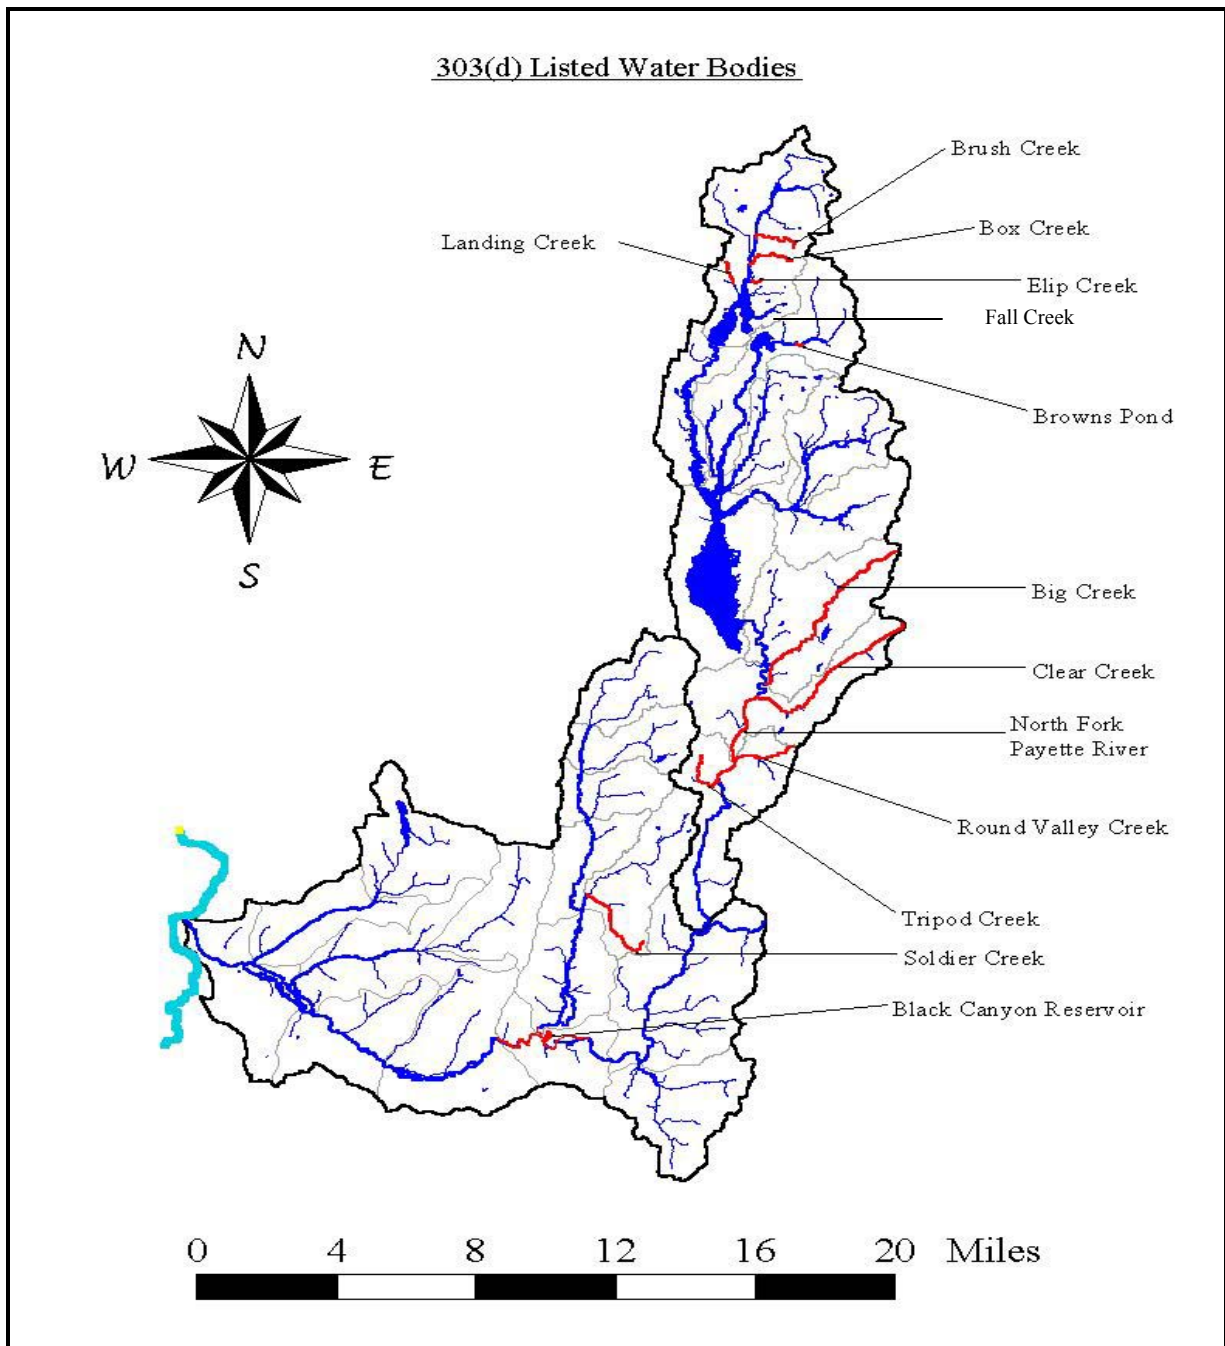 303(d) Listed Water Bodies
Brush Creek
Box Creek
Landing Creek
Elip Creek
Fall Creek
N
W
E
S
Browns Pond
Big Creek
Clear Creek
North Fork
Payette River
Round Valley Creek
Tripod Creek
Soldier Creek
Black Canyon Reservoir
0 4 8 12 16 20 Miles